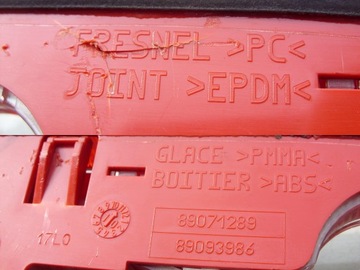 FRESNEL >PC<
JOINT >EPDM<
GLACE >PMMA<
BOITIER >ABS<
89071289
17L0
89093986